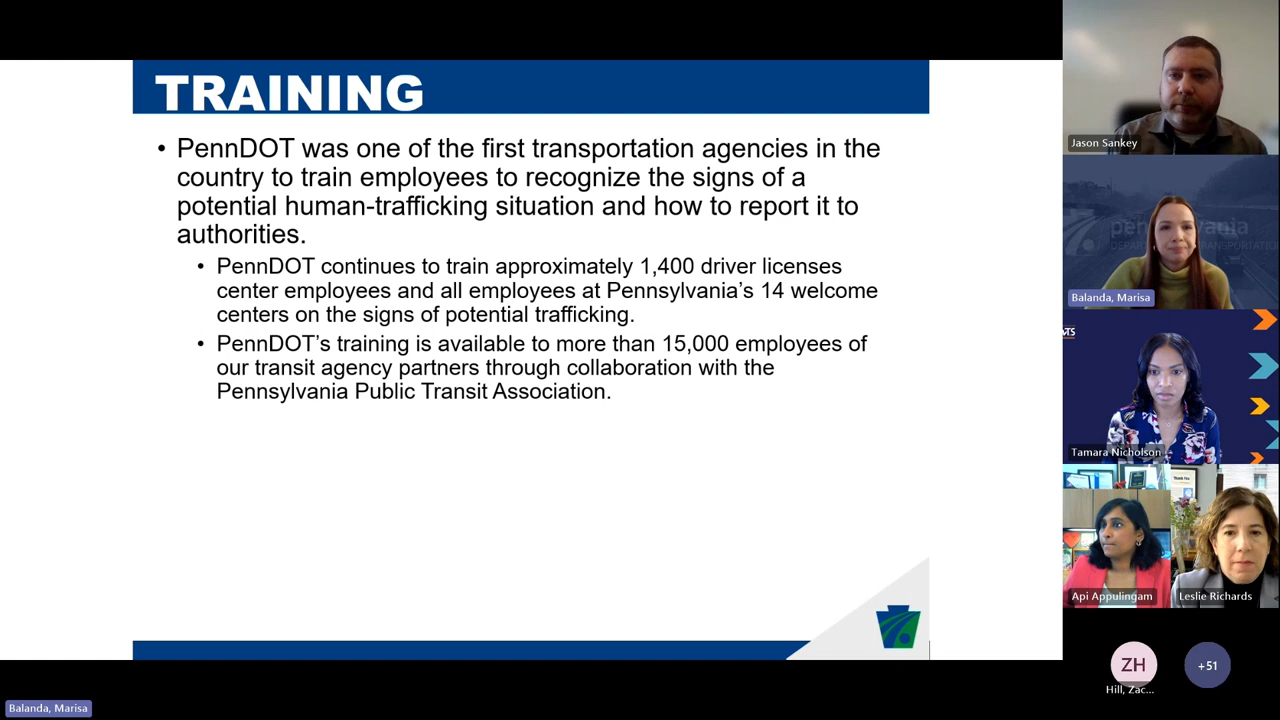 TRAINING
• PennDOT was one of the first transportation agencies in the
country to train employees to recognize the signs of a
potential human-trafficking situation and how to report it to
authorities.
• PennDOT continues to train approximately 1,400 driver licenses
center employees and all employees at Pennsylvania’s 14 welcome
centers on the signs of potential trafficking.
• PennDOT’s training is available to more than 15,000 employees of
our transit agency partners through collaboration with the
Pennsylvania Public Transit Association.
Jason Sankey
Balanda, Marisa
Tamara Nicholson
Api Appulingam
Leslie Richards
ZH
Hill, Zac...
+51
Balanda, Marisa